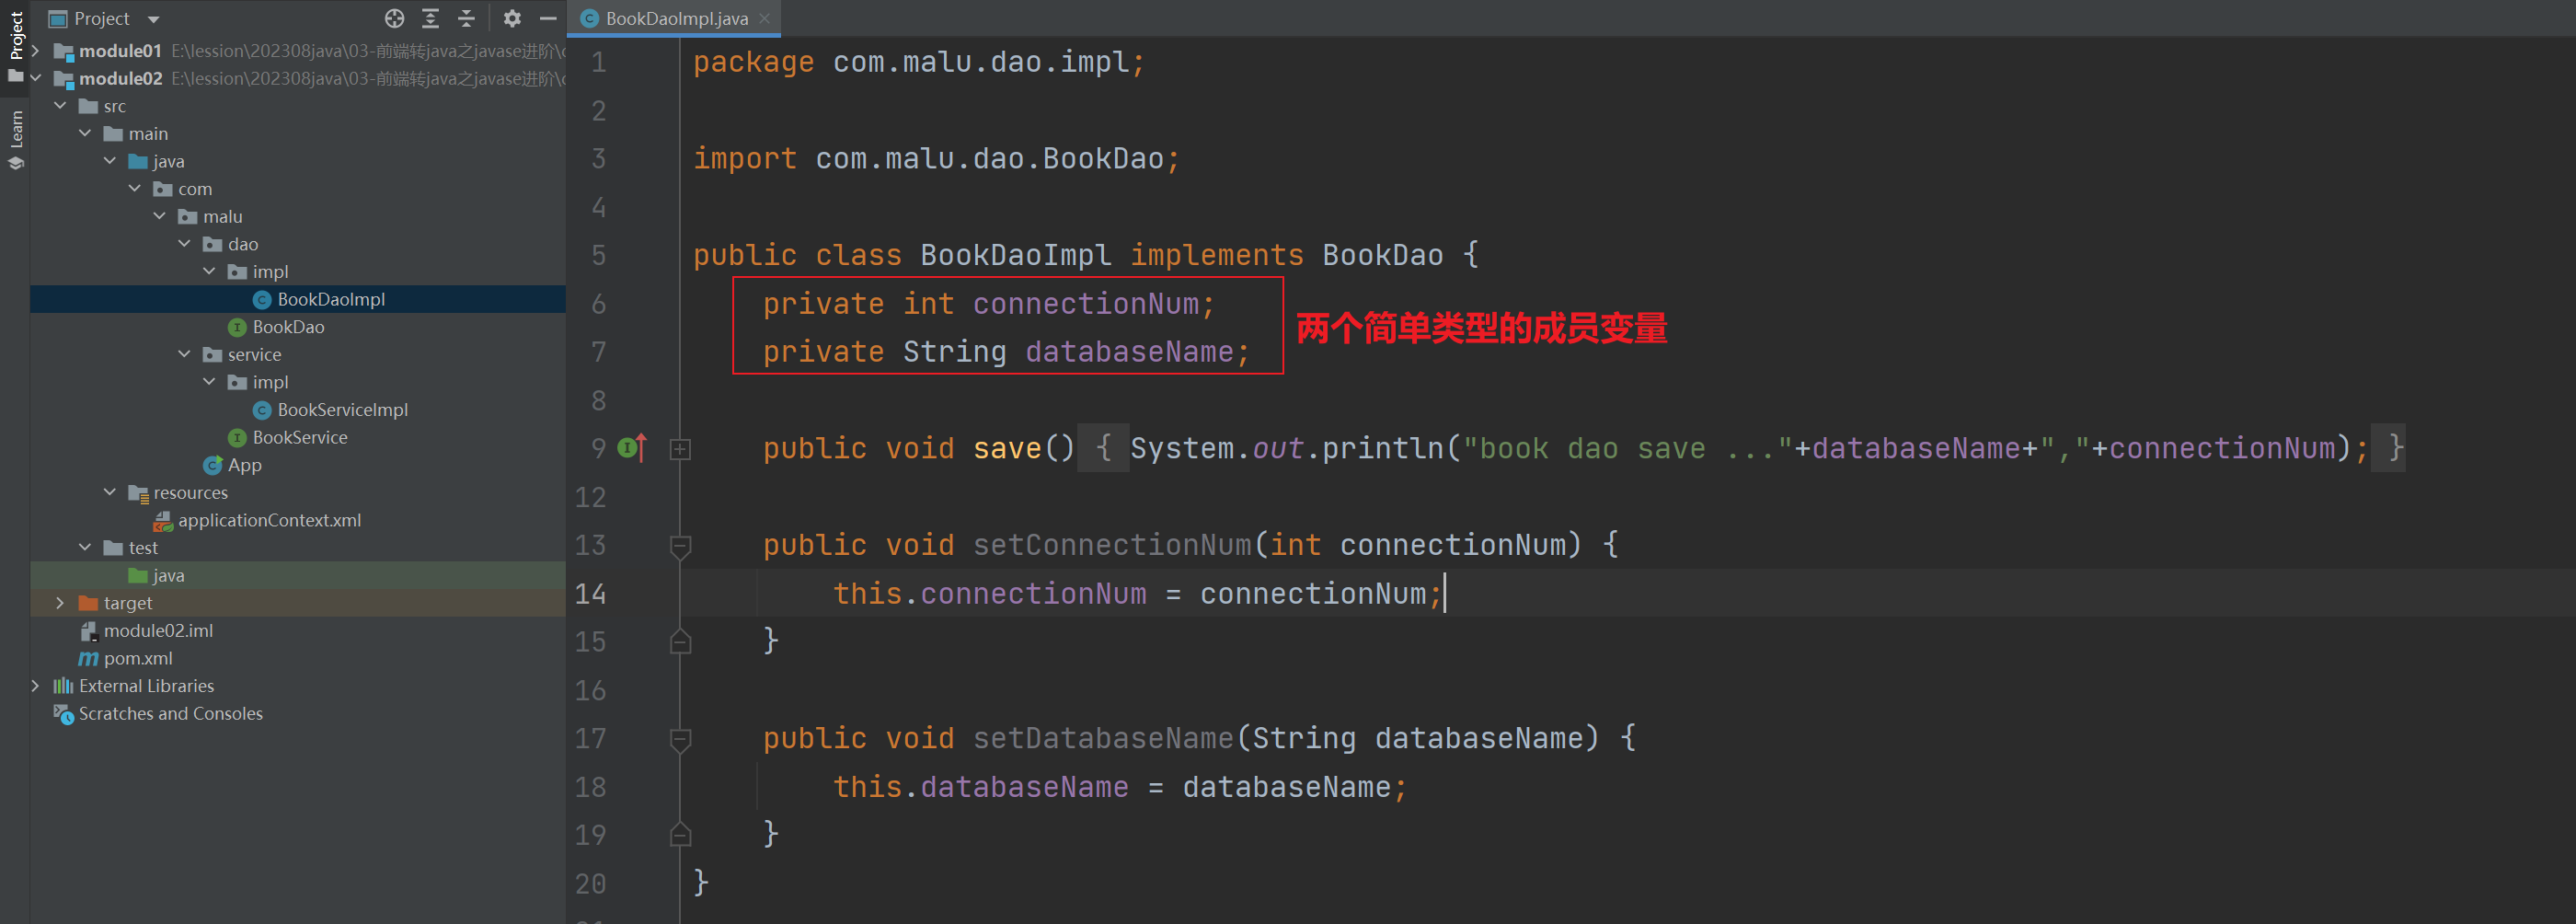 Project
Learn
Project
module01 E:\lession\202308java\03-前端转java之javase进阶\
module02 E:\lession\202308java\03-前端转java之javase进阶\
src
main
java
com
malu
dao
impl
BookDaoImpl
BookDao
service
impl
BookServiceImpl
BookService
App
resources
applicationContext.xml
test
java
target
module02.iml
pom.xml
External Libraries
Scratches and Consoles
BookDaoImpl.java
1 package com.malu.dao.impl;
2
3 import com.malu.dao.BookDao;
4
5 public class BookDaoImpl implements BookDao {
6 private int connectionNum;
两个简单类型的成员变量
7 private String databaseName;
8
9 public void save() { System.out.println("book dao save ..."+databaseName+","+connectionNum); }
12
13 public void setConnectionNum(int connectionNum) {
14 this.connectionNum = connectionNum;
15 }
16
17 public void setDatabaseName(String databaseName) {
18 this.databaseName = databaseName;
19 }
20 }